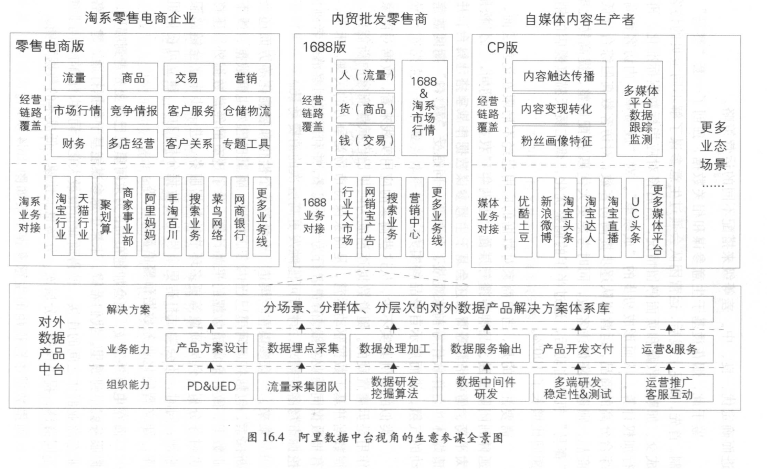 淘系零售电商企业
零售电商版
经营
链路
覆盖
流量 商品 交易 营销
市场行情 竞争情报 客户服务 仓储物流
财务 多店经营 客户关系 专题工具
淘系
业务
对接
淘宝行业
天猫行业
聚划算
商家事业部
阿里妈妈
手淘百川
搜索业务
菜鸟网络
网商银行
更多业务线
内贸批发零售商
1688版
经营
链路
覆盖
人（流量）
货（商品）
钱（交易）
1688
&
淘系
市场
行情
1688
业务
对接
行业大市场
网销宝广告
搜索业务
营销中心
更多业务线
自媒体内容生产者
CP版
经营
链路
覆盖
内容触达传播
内容变现转化
粉丝画像特征
多媒体
平台
数据
跟踪
监测
媒体
业务
对接
优酷土豆
新浪微博
淘宝头条
淘宝达人
淘宝直播
UC头条
更多媒体平台
更多
业态
场景
……
对外
数据
产品
中台
解决方案
分场景、分群体、分层次的对外数据产品解决方案体系库
业务能力
产品方案设计 数据埋点采集 数据处理加工 数据服务输出 产品开发交付 运营&服务
组织能力
PD&UED
流量采集团队
数据研发
挖掘算法
数据中间件
研发
多端研发
稳定性&测试
运营推广
客服互动
图 16.4 阿里数据中台视角的生意参谋全景图